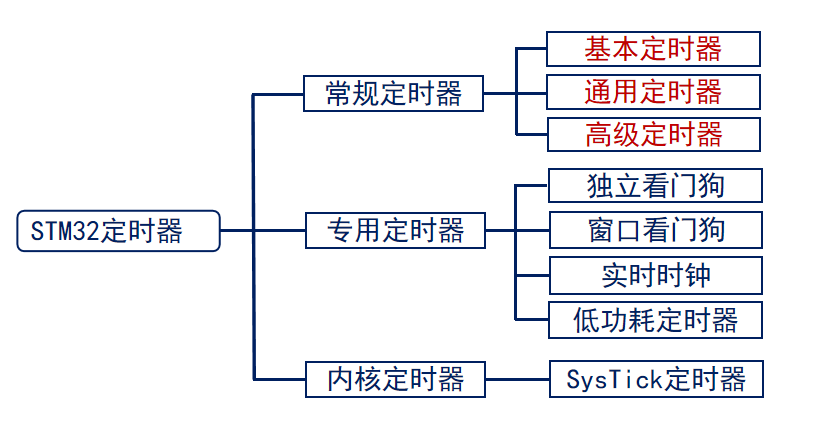 STM32定时器
常规定时器
基本定时器
通用定时器
高级定时器
专用定时器
独立看门狗
窗口看门狗
实时时钟
低功耗定时器
内核定时器
SysTick定时器